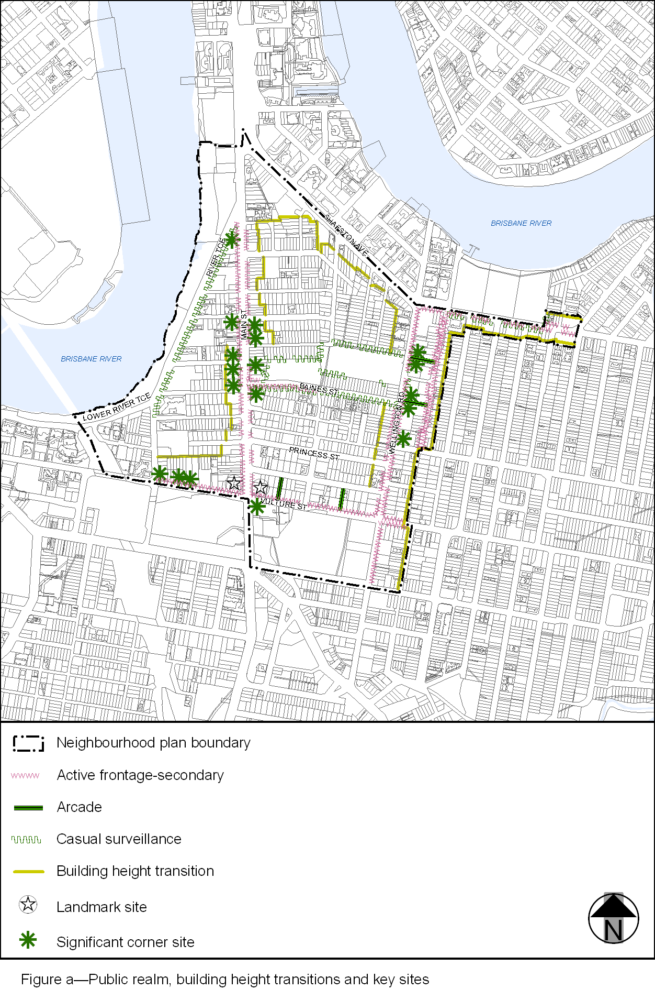 SHAFSTON AVE
BRISBANE RIVER
RIVER TCE
MAIN ST
BRISBANE RIVER
BAINES ST
LOWER RIVER TCE
WELLINGTON RD
PRINCESS ST
VULTURE ST
Neighbourhood plan boundary
Active frontage-secondary
Arcade
Casual surveillance
Building height transition
Landmark site
Significant corner site
N
Figure a—Public realm, building height transitions and key sites